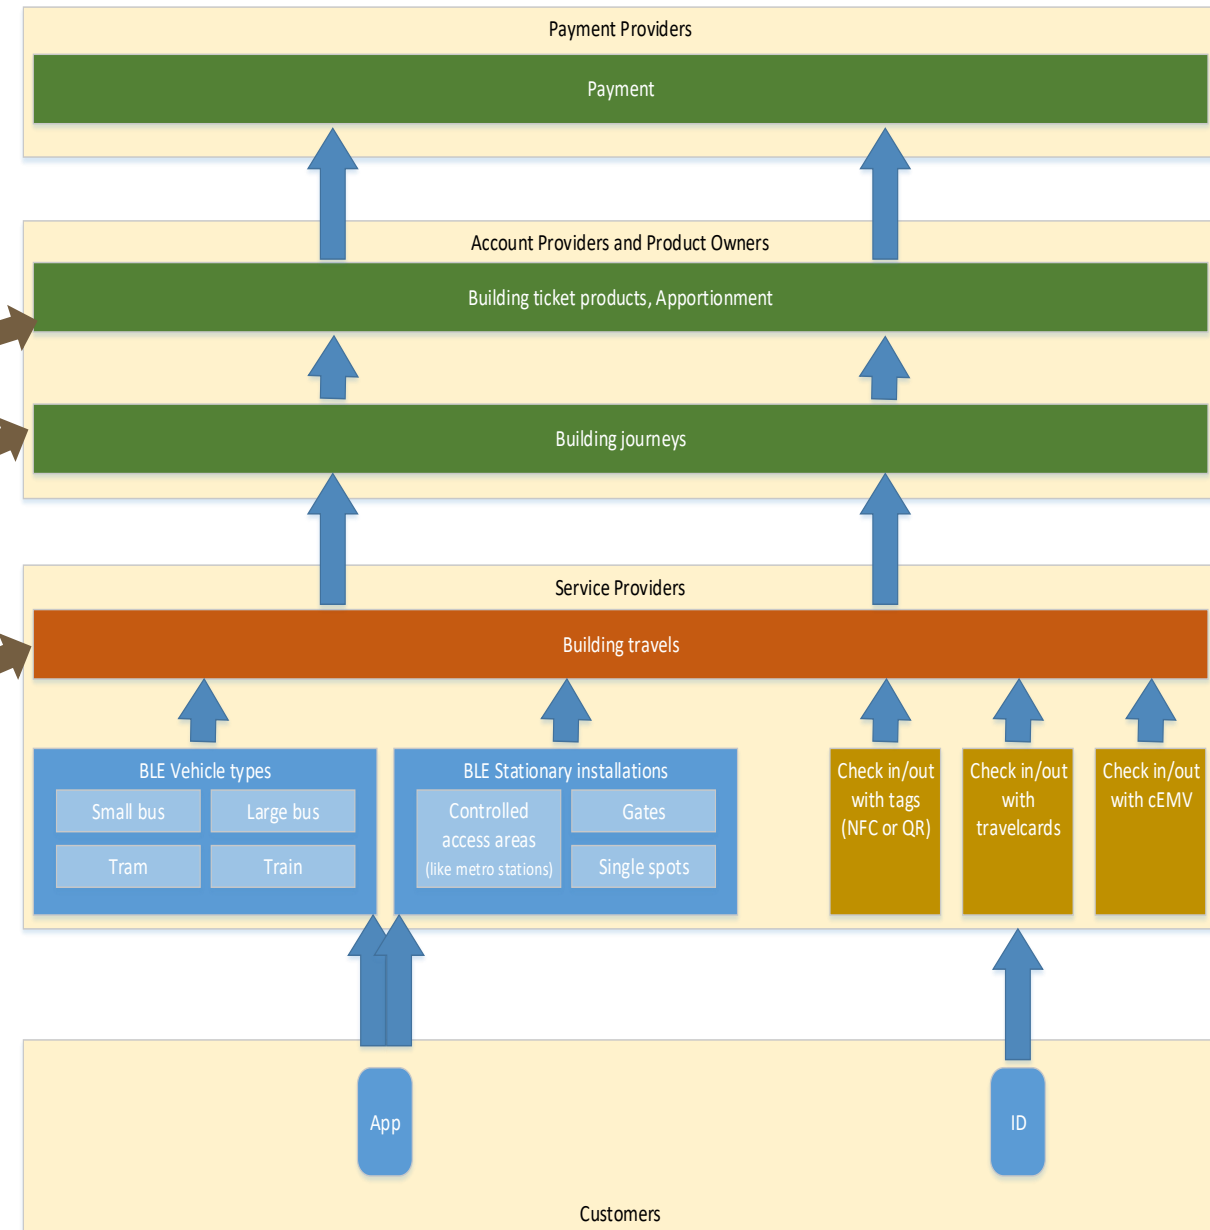 Payment Providers
Payment
Account Providers and Product Owners
Building ticket products, Apportionment
Building journeys
Service Providers
Building travels
BLE Vehicle types
Small bus
Large bus
Tram
Train
BLE Stationary installations
Controlled
access areas
(like metro stations)
Gates
Single spots
Check in/out
with tags
(NFC or QR)
Check in/out
with
travelcards
Check in/out
with cEMV
App
ID
Customers